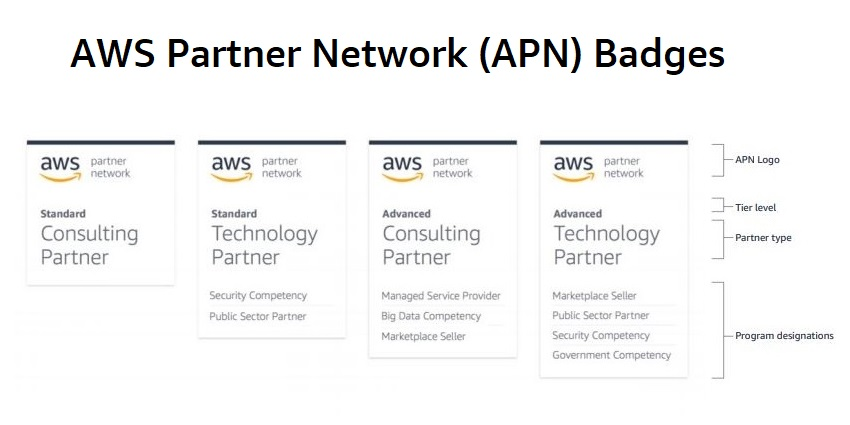 AWS Partner Network (APN) Badges
aws partner network
Standard
Consulting
Partner
aws partner network
Standard
Technology
Partner
Security Competency
Public Sector Partner
aws partner network
Advanced
Consulting
Partner
Managed Service Provider
Big Data Competency
Marketplace Seller
aws partner network
Advanced
Technology
Partner
Marketplace Seller
Public Sector Partner
Security Competency
Government Competency
APN Logo
Tier level
Partner type
Program designations